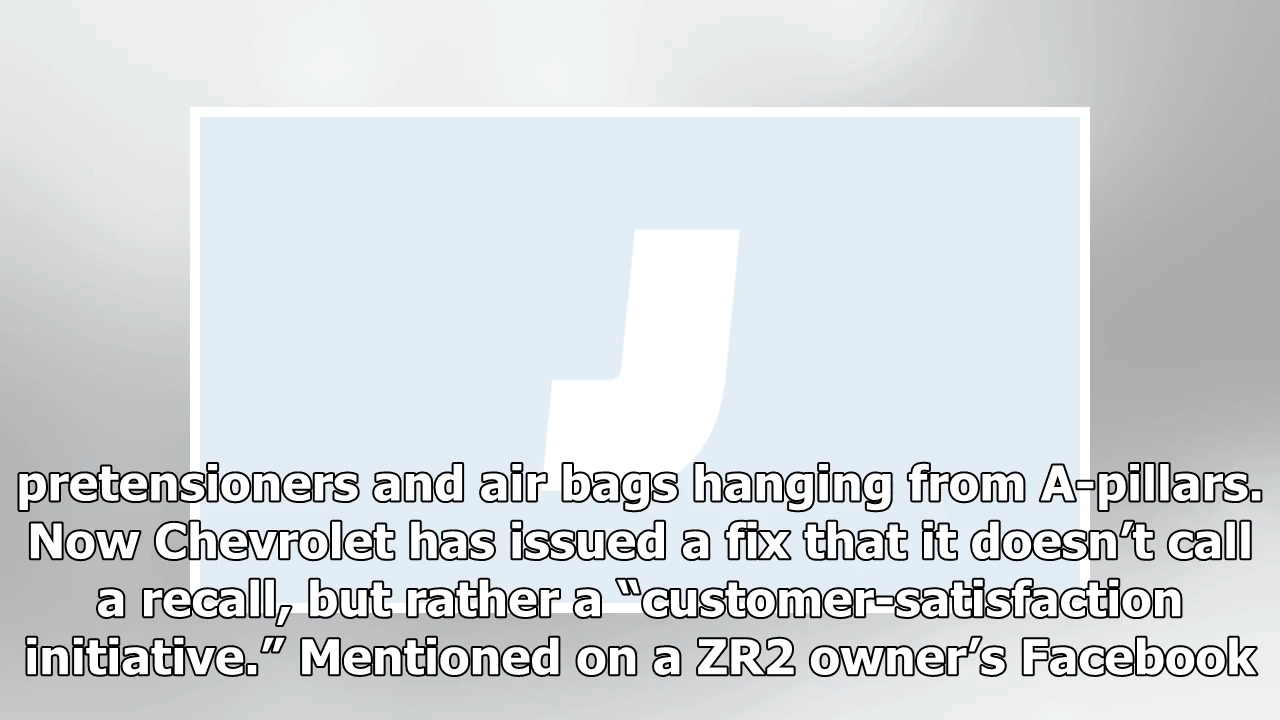 pretensioners and air bags hanging from A-pillars.
Now Chevrolet has issued a fix that it doesn’t call
a recall, but rather a “customer-satisfaction
initiative.” Mentioned on a ZR2 owner’s Facebook